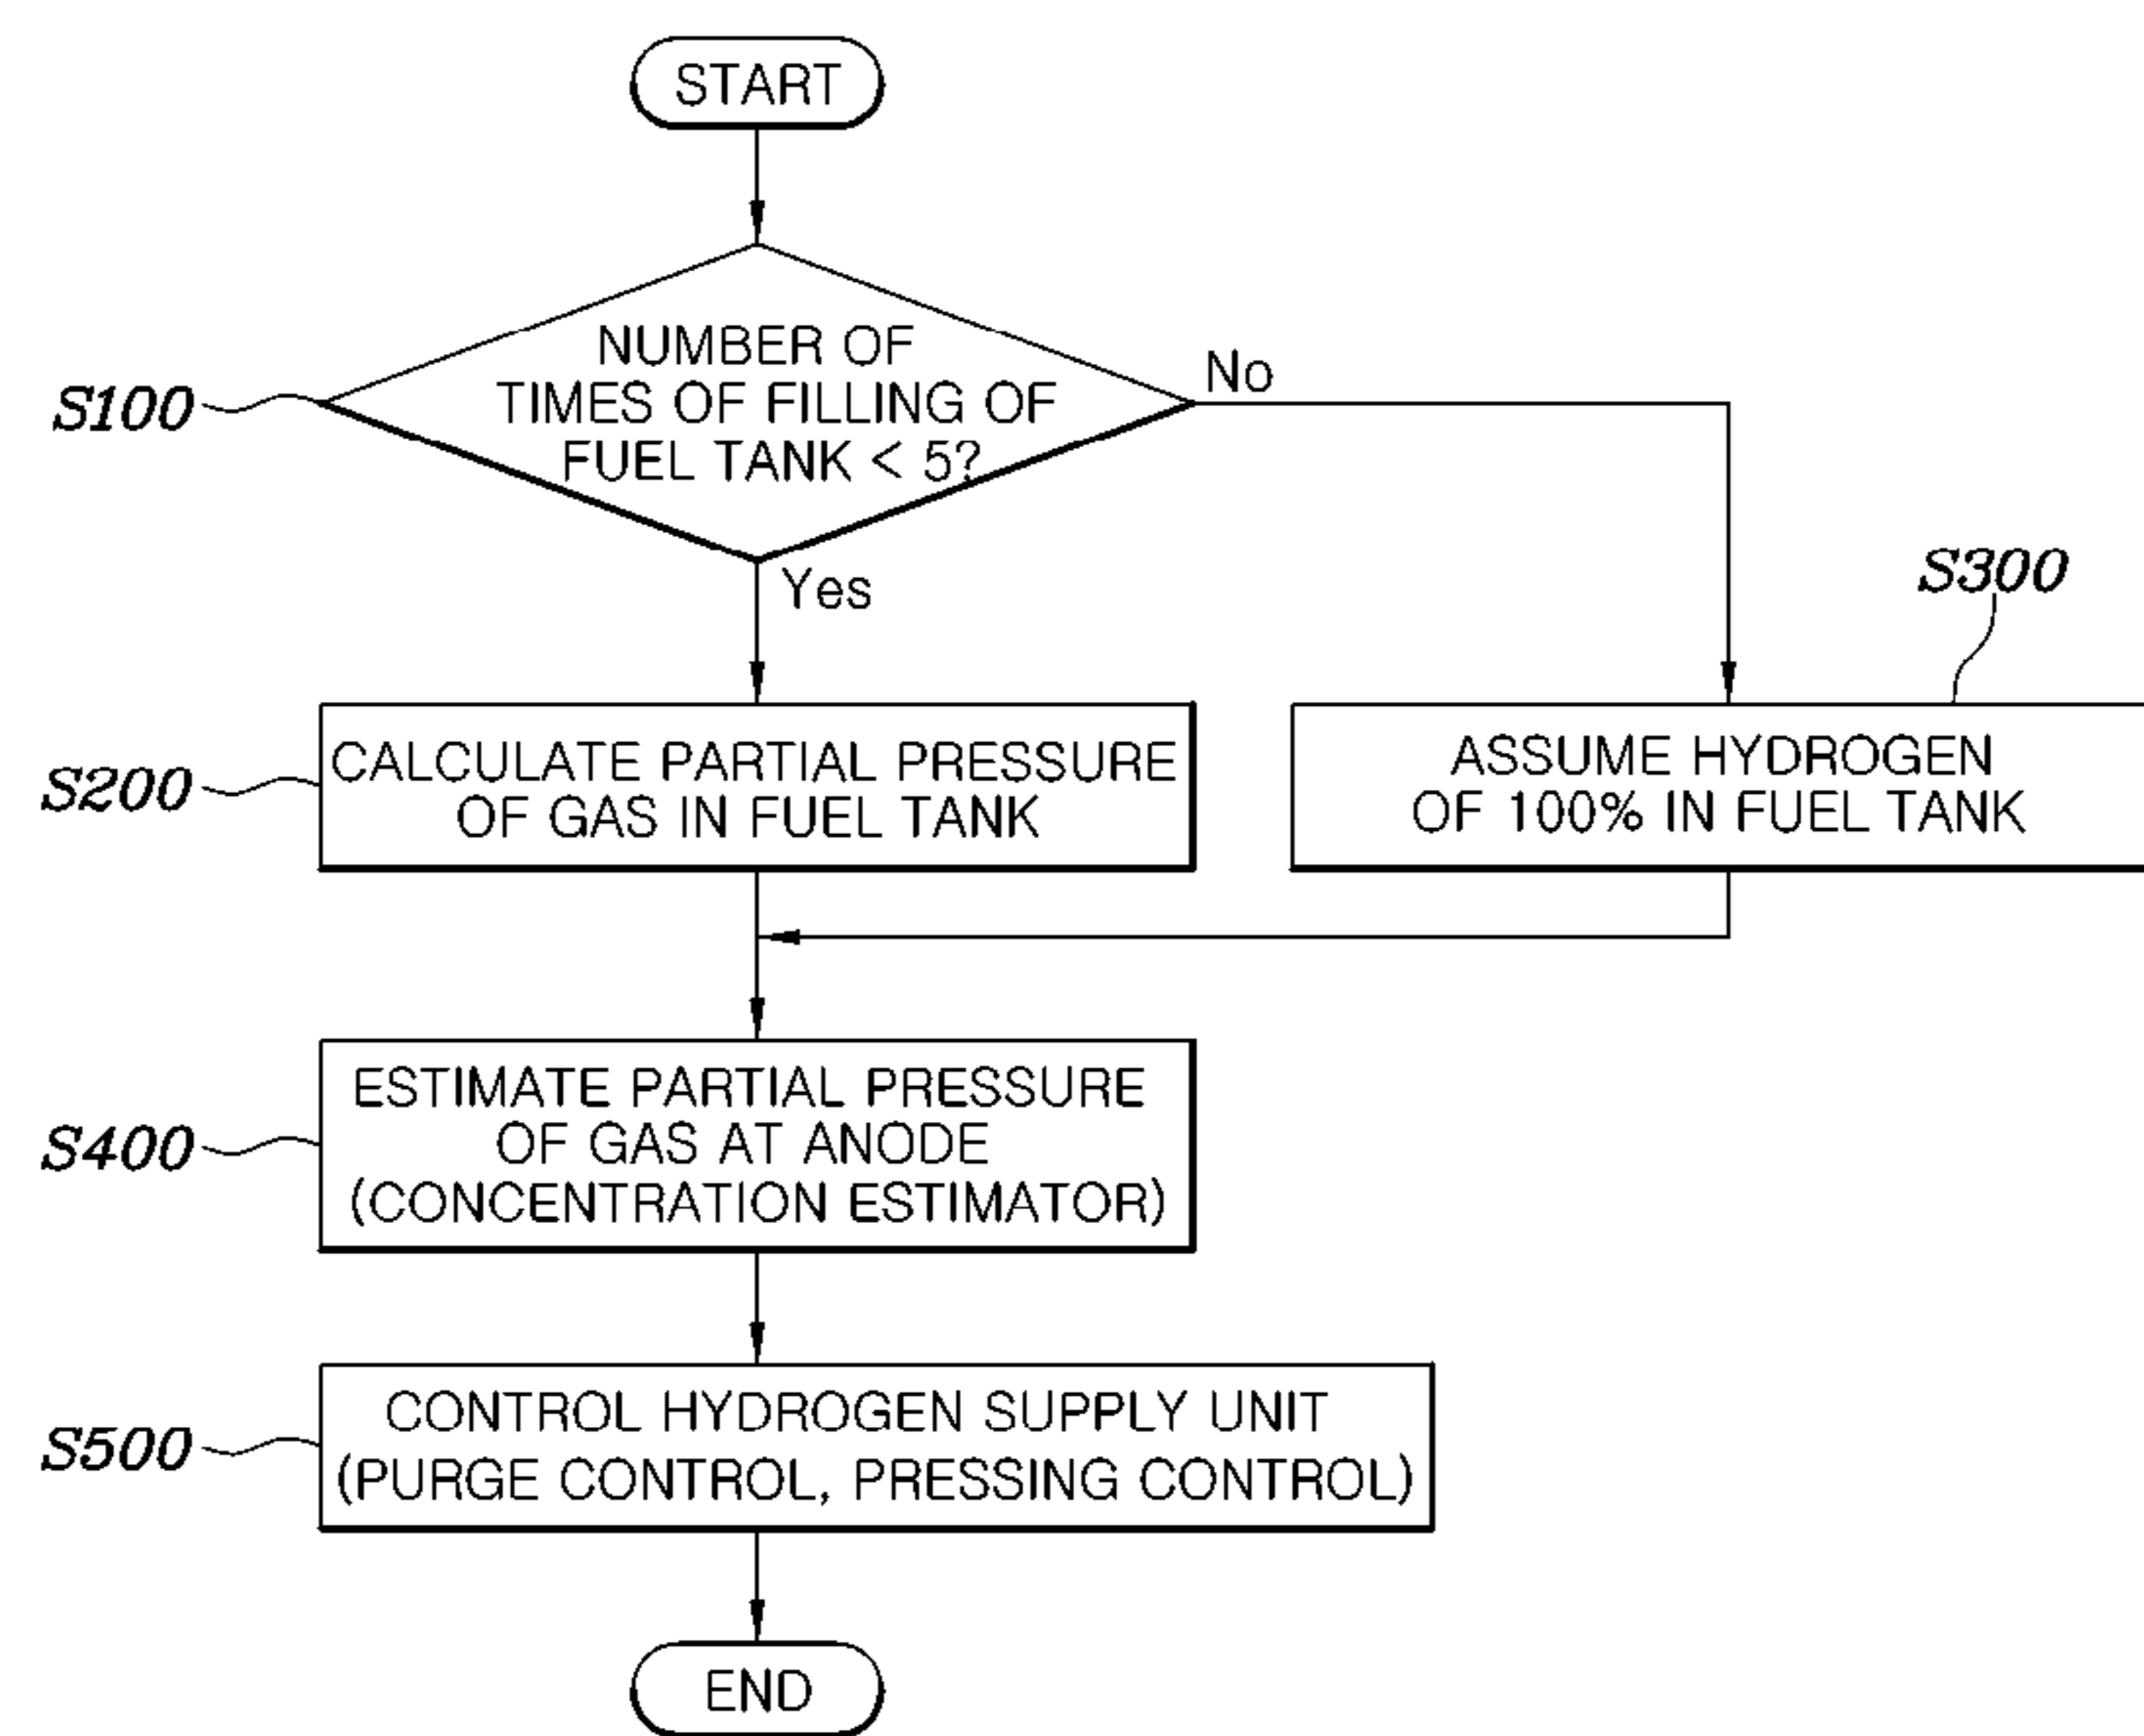 START
NUMBER OF
TIMES OF FILLING OF
FUEL TANK < 5?
No
S100
Yes
S300
CALCULATE PARTIAL PRESSURE
OF GAS IN FUEL TANK
S200
ASSUME HYDROGEN
OF 100% IN FUEL TANK
ESTIMATE PARTIAL PRESSURE
OF GAS AT ANODE
(CONCENTRATION ESTIMATOR)
S400
CONTROL HYDROGEN SUPPLY UNIT
(PURGE CONTROL, PRESSING CONTROL)
S500
END